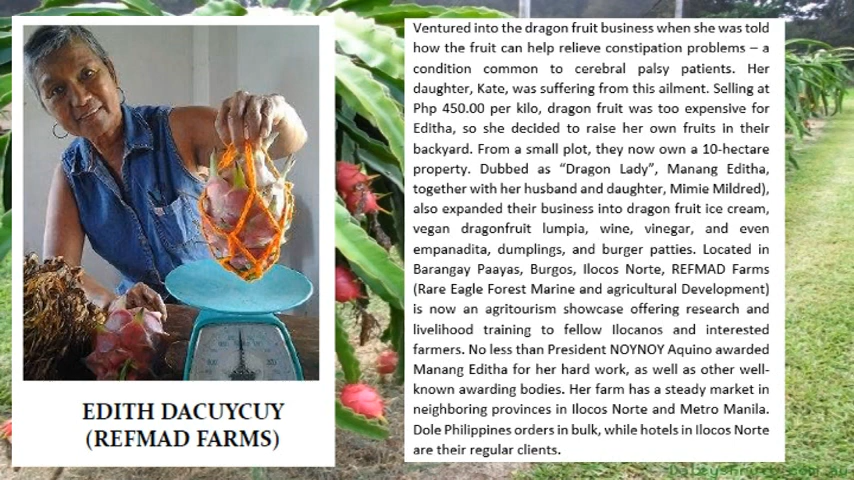 EDITH DACUYCUY
(REFMAD FARMS)
Ventured into the dragon fruit business when she was told
how the fruit can help relieve constipation problems – a
condition common to cerebral palsy patients. Her
daughter, Kate, was suffering from this ailment. Selling at
Php 450.00 per kilo, dragon fruit was too expensive for
Editha, so she decided to raise her own fruits in their
backyard. From a small plot, they now own a 10-hectare
property. Dubbed as “Dragon Lady”, Manang Editha,
together with her husband and daughter, Mimie Mildred),
also expanded their business into dragon fruit ice cream,
vegan dragonfruit lumpia, wine, vinegar, and even
empanadita, dumplings, and burger patties. Located in
Barangay Paayas, Burgos, Ilocos Norte, REFMAD Farms
(Rare Eagle Forest Marine and agricultural Development)
is now an agritourism showcase offering research and
livelihood training to fellow Ilocanos and interested
farmers. No less than President NOYNOY Aquino awarded
Manang Editha for her hard work, as well as other well-
known awarding bodies. Her farm has a steady market in
neighboring provinces in Ilocos Norte and Metro Manila.
Dole Philippines orders in bulk, while hotels in Ilocos Norte
are their regular clients.